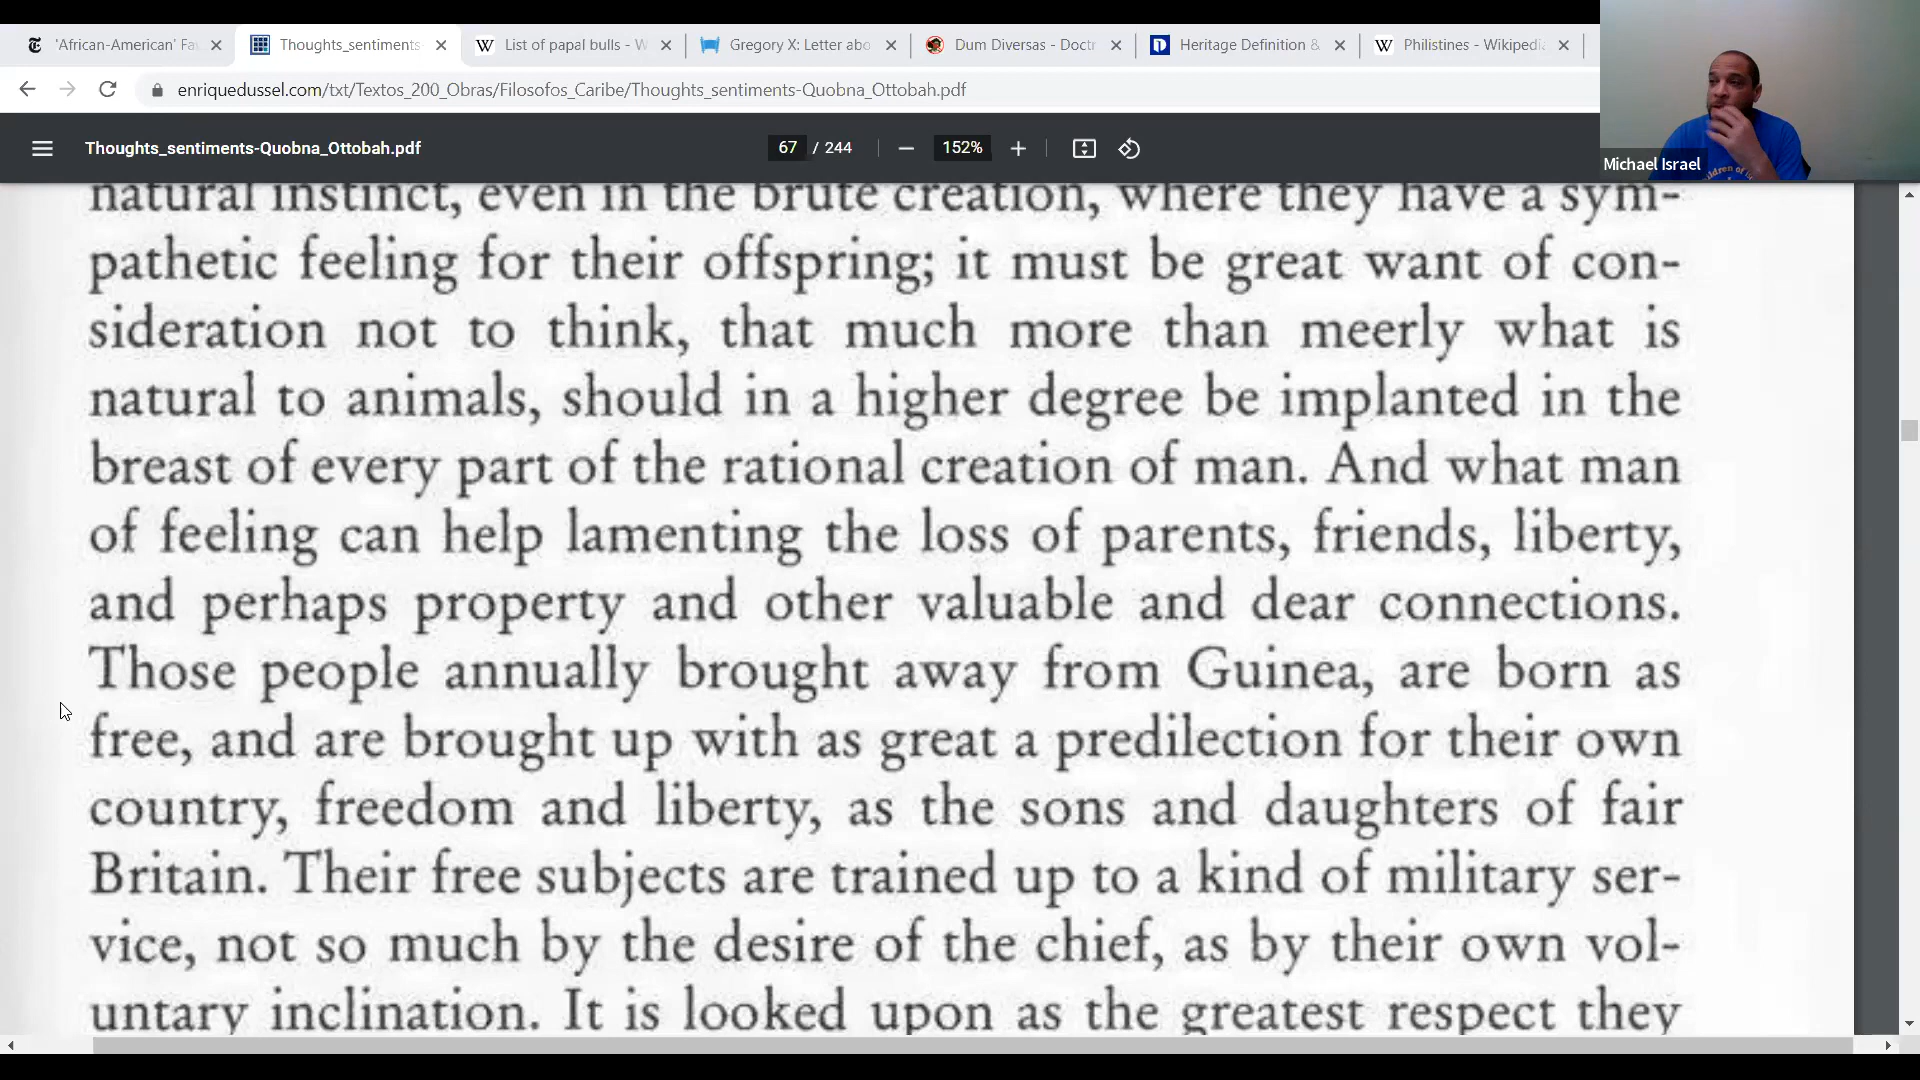 'African-American' Fa
Thoughts_sentiments
List of papal bulls - W
Gregory X: Letter abo
Dum Diversas - Doctr
Heritage Definition &
Philistines - Wikipedi
enriquedussel.com/txt/Textos_200_Obras/Filosofos_Caribe/Thoughts_sentiments-Quobna_Ottobah.pdf
Thoughts_sentiments-Quobna_Ottobah.pdf
67 / 244
152%
Michael Israel
natural instinct, even in the brute creation, where they have a sym-
pathetic feeling for their offspring; it must be great want of con-
sideration not to think, that much more than meerly what is
natural to animals, should in a higher degree be implanted in the
breast of every part of the rational creation of man. And what man
of feeling can help lamenting the loss of parents, friends, liberty,
and perhaps property and other valuable and dear connections.
Those people annually brought away from Guinea, are born as
free, and are brought up with as great a predilection for their own
country, freedom and liberty, as the sons and daughters of fair
Britain. Their free subjects are trained up to a kind of military ser-
vice, not so much by the desire of the chief, as by their own vol-
untary inclination. It is looked upon as the greatest respect they